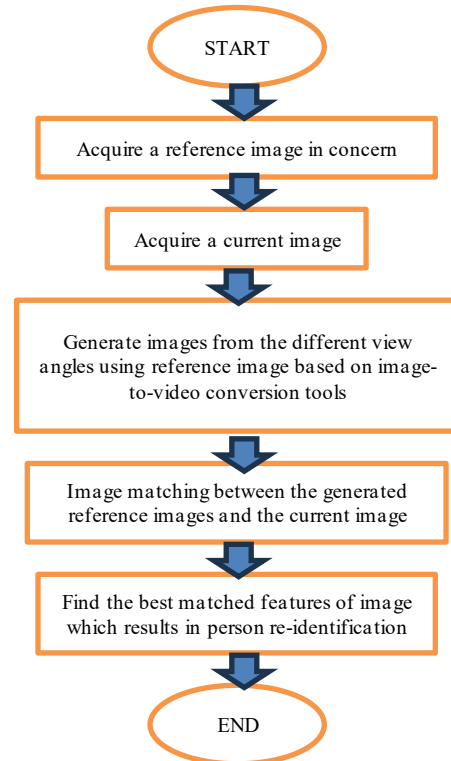 START
Acquire a reference image in concern
Acquire a current image
Generate images from the different view
angles using reference image based on image-
to-video conversion tools
Image matching between the generated
reference images and the current image
Find the best matched features of image
which results in person re-identification
END